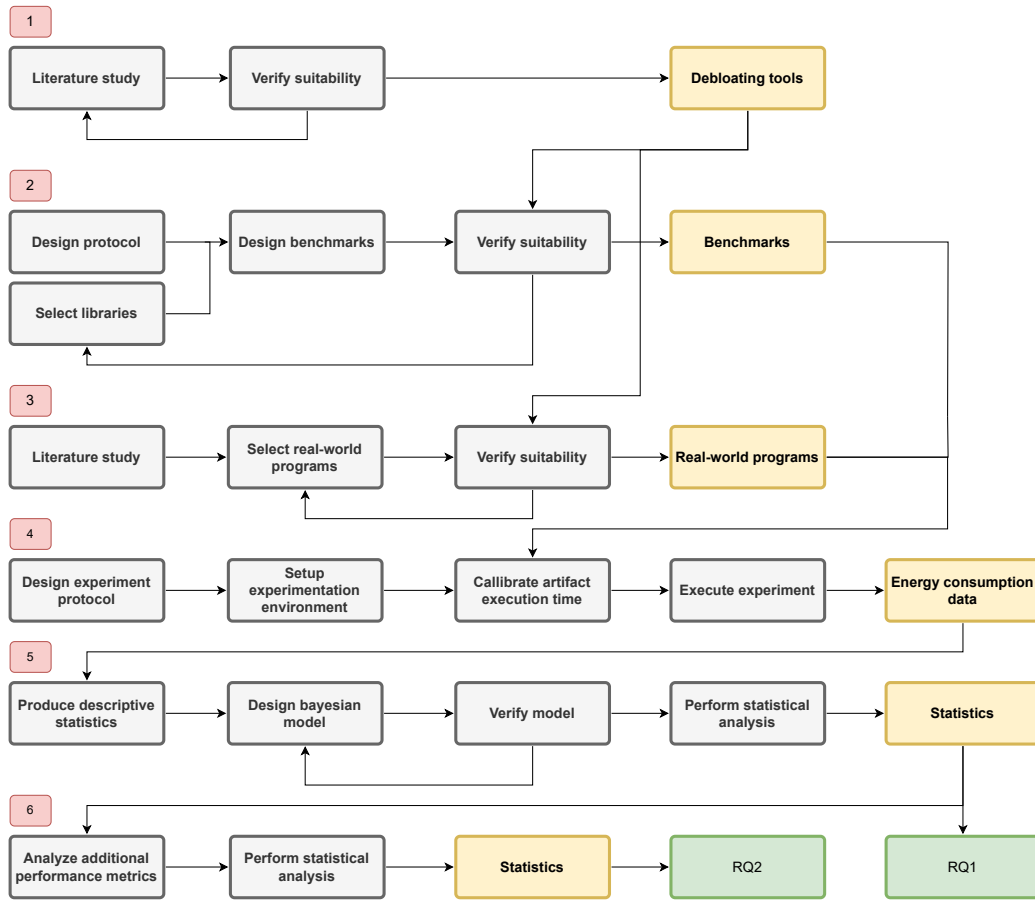 1
Literature study
Verify suitability
Debloating tools
2
Design protocol
Design benchmarks
Verify suitability
Benchmarks
Select libraries
3
Literature study
Select real-world
programs
Verify suitability
Real-world programs
4
Design experiment
protocol
Setup
experimentation
environment
Callibrate artifact
execution time
Execute experiment
Energy consumption
data
5
Produce descriptive
statistics
Design bayesian
model
Verify model
Perform statistical
analysis
Statistics
6
Analyze additional
performance metrics
Perform statistical
analysis
Statistics
RQ2
RQ1